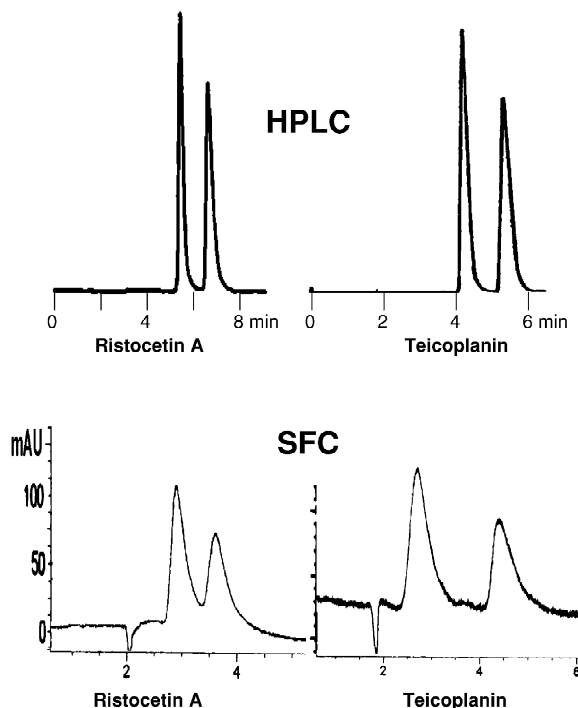 HPLC
0 4 8 min
Ristocetin A
0 2 4 6 min
Teicoplanin
SFC
mAU
100
50
0
2 4
Ristocetin A
2 4 6
Teicoplanin